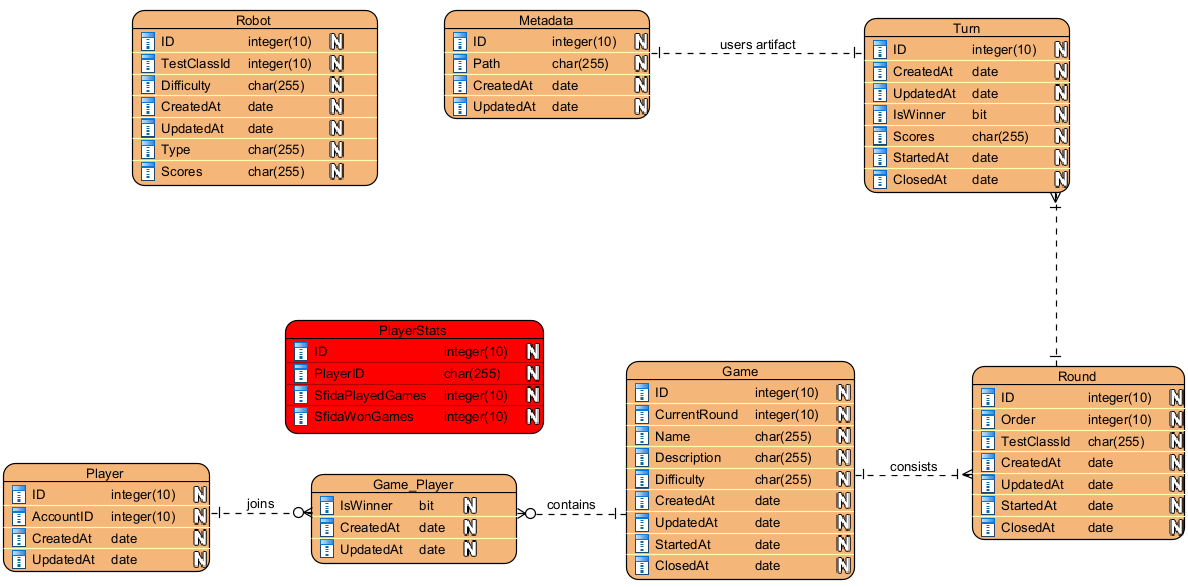 Robot
ID integer(10) N
TestClassId integer(10) N
Difficulty char(255) N
CreatedAt date N
UpdatedAt date N
Type char(255) N
Scores char(255) N
Metadata
ID integer(10) N
Path char(255) N
CreatedAt date N
UpdatedAt date N
users artifact
Turn
ID integer(10) N
CreatedAt date N
UpdatedAt date N
IsWinner bit N
Scores char(255) N
StartedAt date N
ClosedAt date N
PlayerStats
ID integer(10) N
PlayerID char(255) N
SfidaPlayedGames integer(10) N
SfidaWonGames integer(10) N
Game
ID integer(10) N
CurrentRound integer(10) N
Name char(255) N
Description char(255) N
Difficulty char(255) N
CreatedAt date N
UpdatedAt date N
StartedAt date N
ClosedAt date N
consists
Round
ID integer(10) N
Order integer(10) N
TestClassId char(255) N
CreatedAt date N
UpdatedAt date N
StartedAt date N
ClosedAt date N
Player
ID integer(10) N
AccountID integer(10) N
CreatedAt date N
UpdatedAt date N
joins
Game_Player
IsWinner bit N
CreatedAt date N
UpdatedAt date N
contains